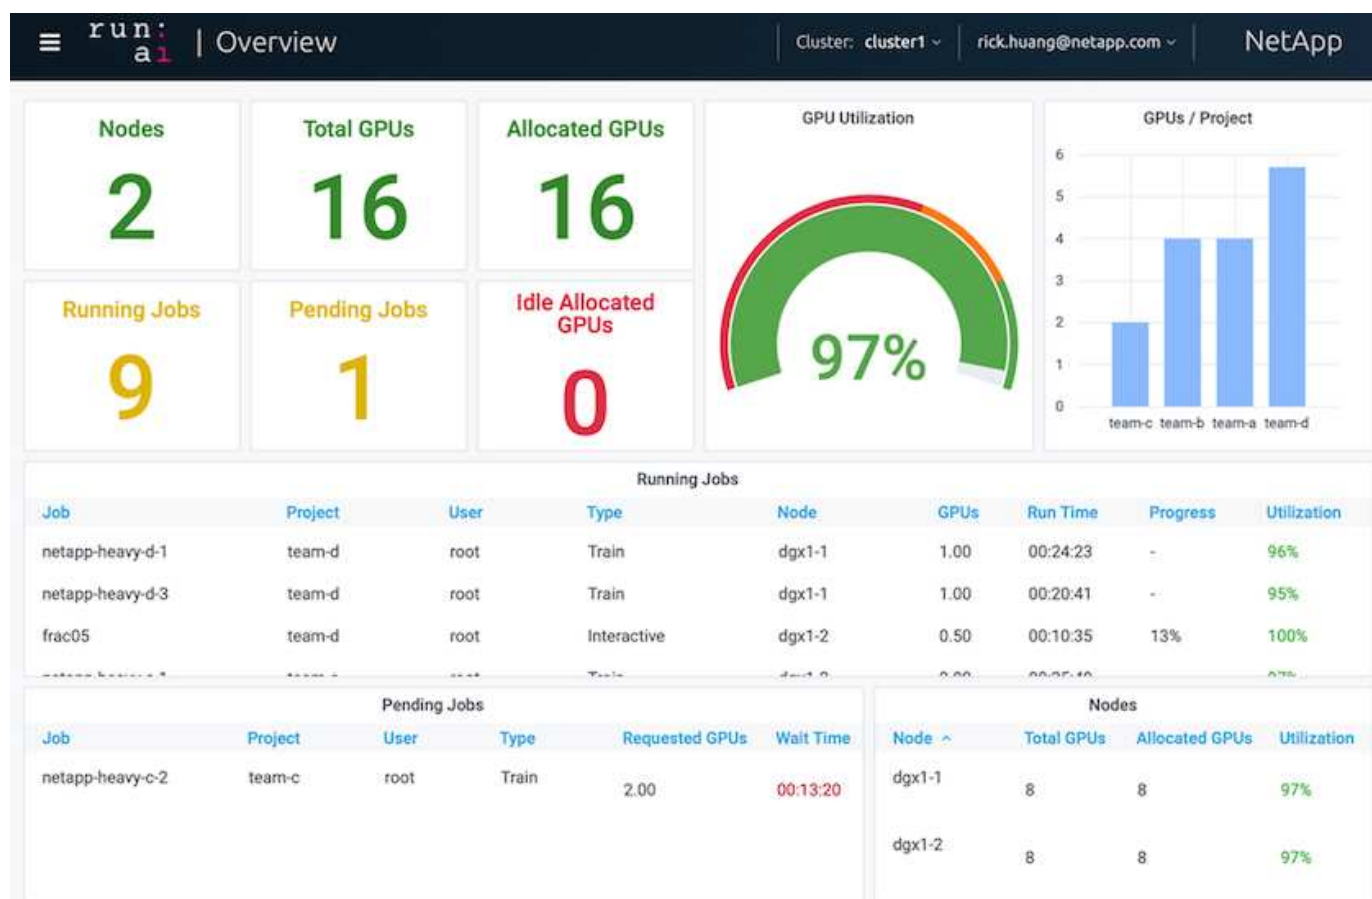 run:
ai
| Overview
Cluster: cluster1
rick.huang@netapp.com
NetApp
Nodes
2
Total GPUs
16
Allocated GPUs
16
Running Jobs
9
Pending Jobs
1
Idle Allocated
GPUs
0
GPU Utilization
97%
GPUs / Project
6
5
4
3
2
1
0
team-c team-b team-a team-d
Running Jobs
Job Project User Type Node GPUs Run Time Progress Utilization
netapp-heavy-d-1 team-d root Train dgx1-1 1.00 00:24:23 - 96%
netapp-heavy-d-3 team-d root Train dgx1-1 1.00 00:20:41 - 95%
frac05 team-d root Interactive dgx1-2 0.50 00:10:35 13% 100%
Pending Jobs
Job Project User Type Requested GPUs Wait Time
netapp-heavy-c-2 team-c root Train 2.00 00:13:20
Nodes
Node Total GPUs Allocated GPUs Utilization
dgx1-1 8 8 97%
dgx1-2 8 8 97%